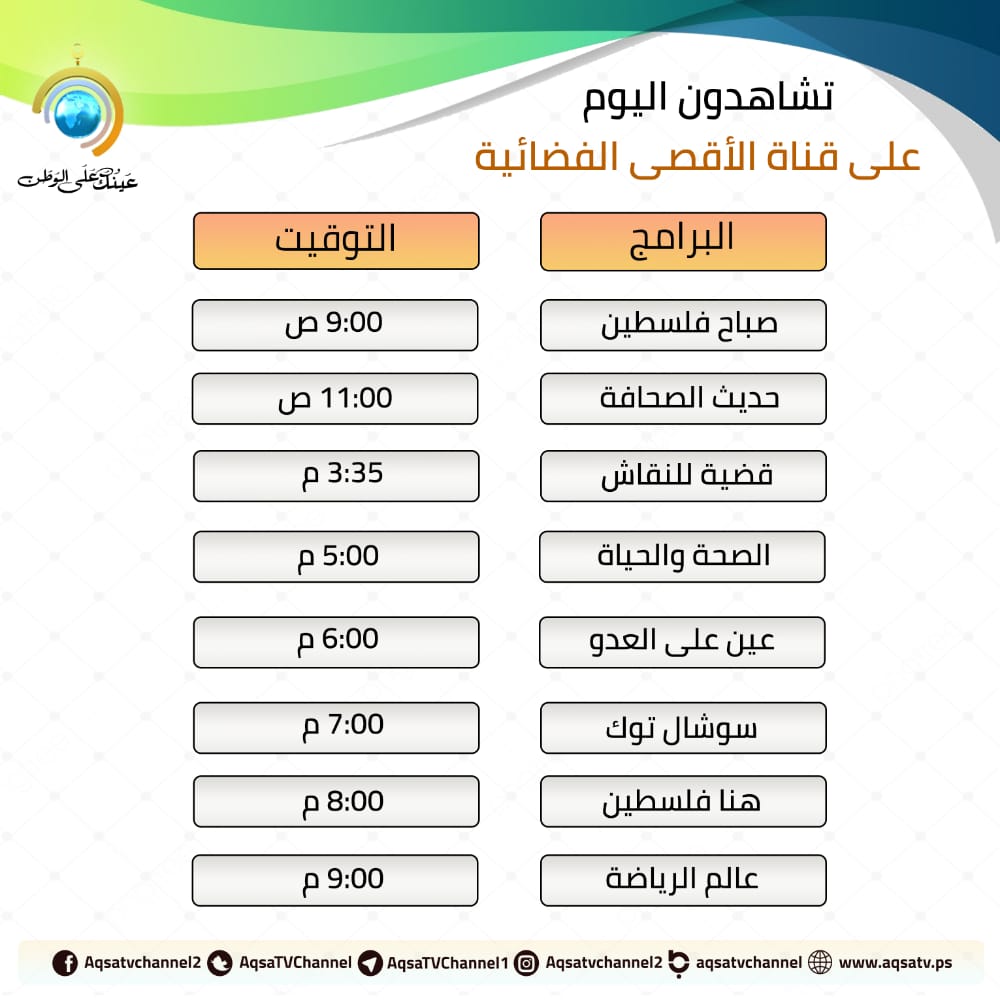 تشاهدون اليوم
على قناة الأقصى الفضائية
عينك على الوطن
البرامج التوقيت
صباح فلسطين 9:00 ص
حديث الصحافة 11:00 ص
قضية للنقاش 3:35 م
الصحة والحياة 5:00 م
عين على العدو 6:00 م
سوشال توك 7:00 م
هنا فلسطين 8:00 م
عالم الرياضة 9:00 م
Aqsatvchannel2 AqsaTVChannel AqsaTVChannel1 Aqsatvchannel2 aqsatvchannel www.aqsatv.ps